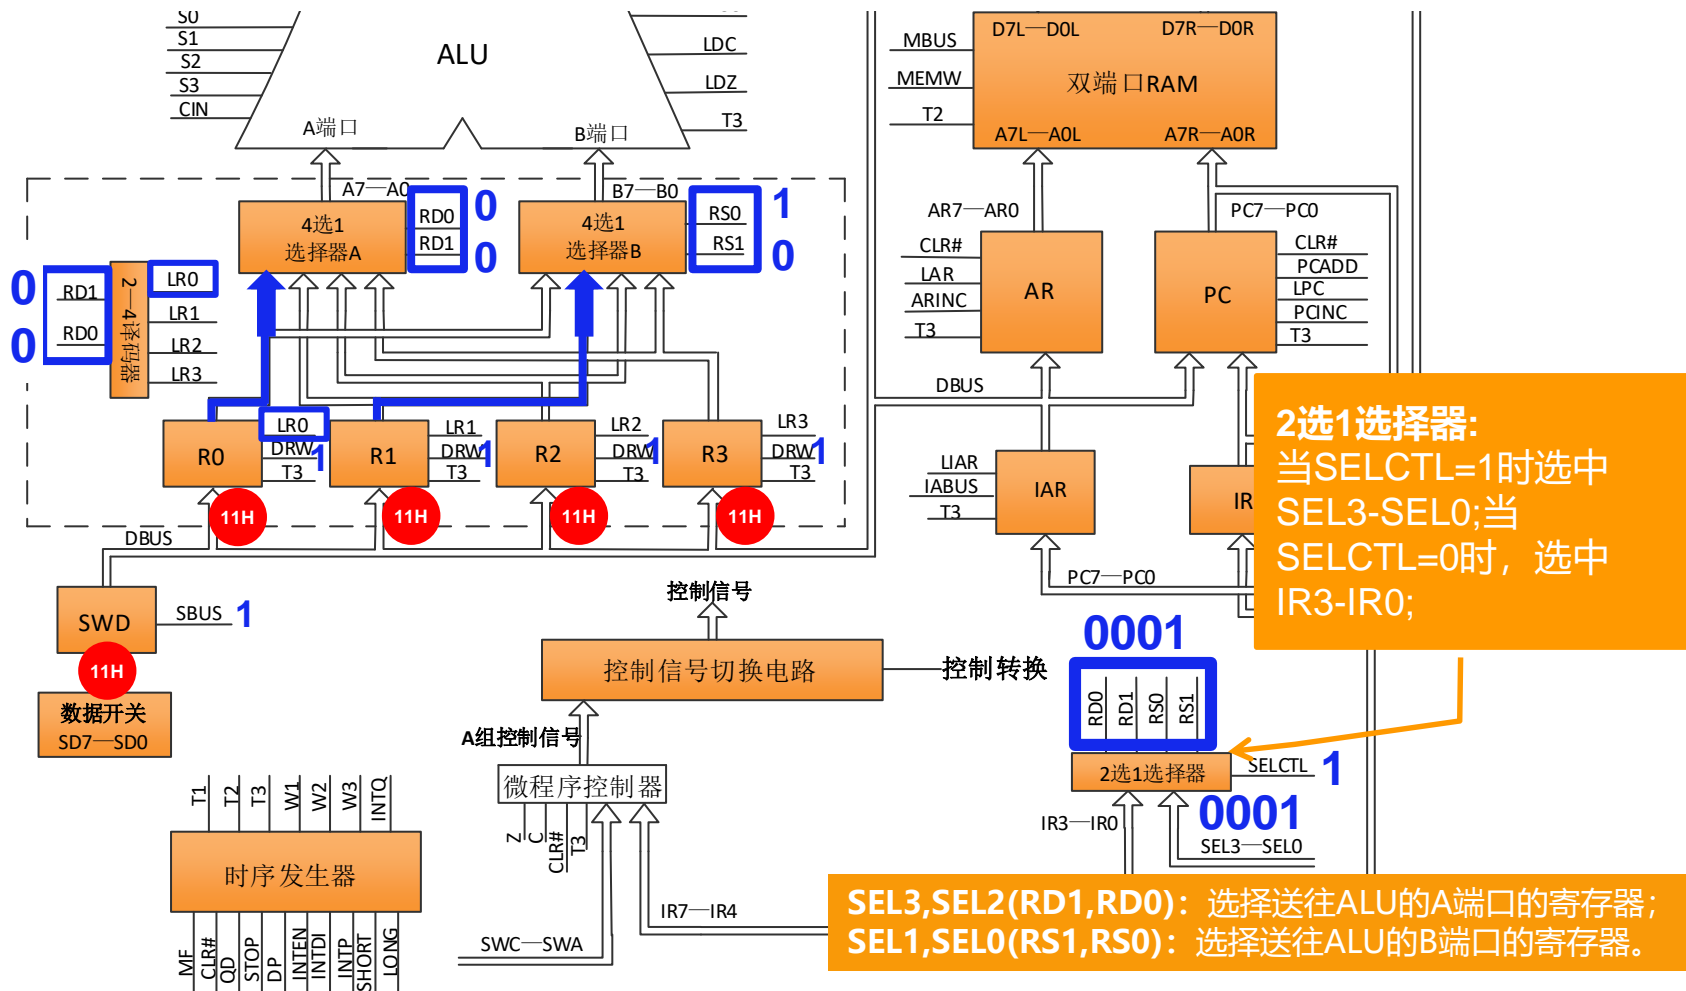 S0
S1
S2
S3
CIN
ALU
LDC
LDZ
T3
A端口
B端口
MBUS
MEMW
T2
D7L—D0L
D7R—D0R
双端口RAM
A7L—A0L
A7R—A0R
A7—A0
B7—B0
4选1
选择器A
RD0
RD1
0
0
4选1
选择器B
RS0
RS1
1
0
0
0
RD1
RD0
2—4译码器
LR0
LR1
LR2
LR3
AR7—AR0
PC7—PC0
CLR#
LAR
ARINC
T3
AR
PC
CLR#
PCADD
LPC
PCINC
T3
DBUS
R0
LR0
DRW
1
T3
R1
LR1
DRW
1
T3
R2
LR2
DRW
1
T3
R3
LR3
DRW
1
T3
11H
11H
11H
11H
DBUS
LIAR
IABUS
T3
IAR
IR
PC7—PC0
2选1选择器:
当SELCTL=1时选中
SEL3-SEL0;当
SELCTL=0时，选中
IR3-IR0;
SWD
SBUS
1
11H
数据开关
SD7—SD0
控制信号
控制信号切换电路
控制转换
A组控制信号
微程序控制器
Z
C
CLR#
T3
0001
RD0
RD1
RS0
RS1
2选1选择器
SELCTL
1
0001
IR3—IR0
SEL3—SEL0
T1
T2
T3
W1
W2
W3
INTQ
时序发生器
MF
CLR#
QD
STOP
DP
INTEN
INTDI
INTP
SHORT
LONG
IR7—IR4
SWC—SWA
SEL3,SEL2(RD1,RD0)：选择送往ALU的A端口的寄存器；
SEL1,SEL0(RS1,RS0)：选择送往ALU的B端口的寄存器。